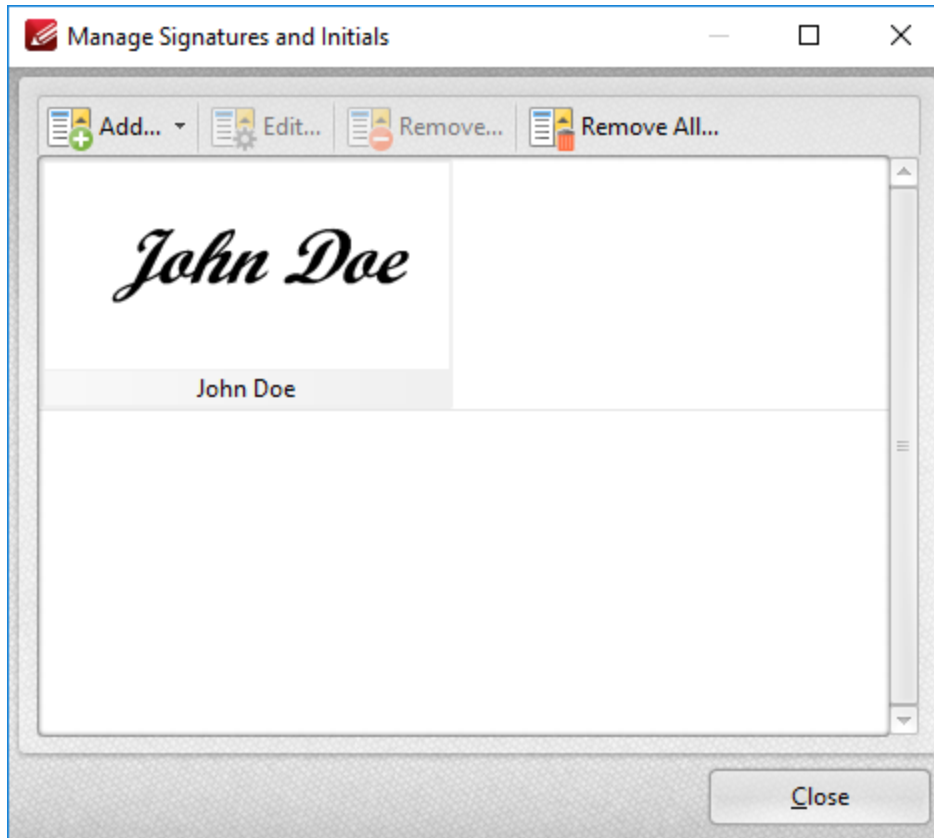 Manage Signatures and Initials
Add... Edit... Remove... Remove All...
John Doe
John Doe
Close